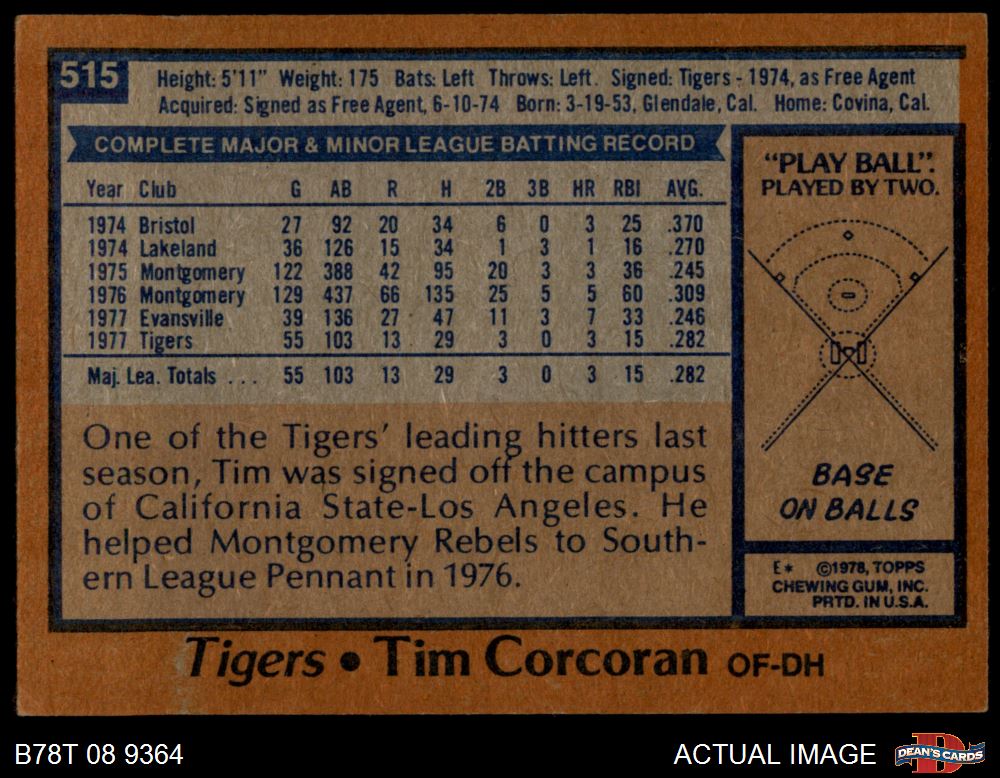 515
Height: 5'11" Weight: 175 Bats: Left Throws: Left. Signed: Tigers - 1974, as Free Agent
Acquired: Signed as Free Agent, 6-10-74 Born: 3-19-53, Glendale, Cal. Home: Covina, Cal.
COMPLETE MAJOR & MINOR LEAGUE BATTING RECORD
Year Club G AB R H 2B 3B HR RBI AVG.
1974 Bristol 27 92 20 34 6 0 3 25 .370
1974 Lakeland 36 126 15 34 1 3 1 16 .270
1975 Montgomery 122 388 42 95 20 3 3 36 .245
1976 Montgomery 129 437 66 135 25 5 5 60 .309
1977 Evansville 39 136 27 47 11 3 7 33 .246
1977 Tigers 55 103 13 29 3 0 3 15 .282
Maj. Lea. Totals . . . 55 103 13 29 3 0 3 15 .282
One of the Tigers' leading hitters last
season, Tim was signed off the campus
of California State-Los Angeles. He
helped Montgomery Rebels to South-
ern League Pennant in 1976.
"PLAY BALL".
PLAYED BY TWO.
BASE
ON BALLS
E* ©1978, TOPPS
CHEWING GUM, INC.
PRTD. IN U.S.A.
Tigers • Tim Corcoran OF-DH
B78T 08 9364 ACTUAL IMAGE
DEAN'S CARDS